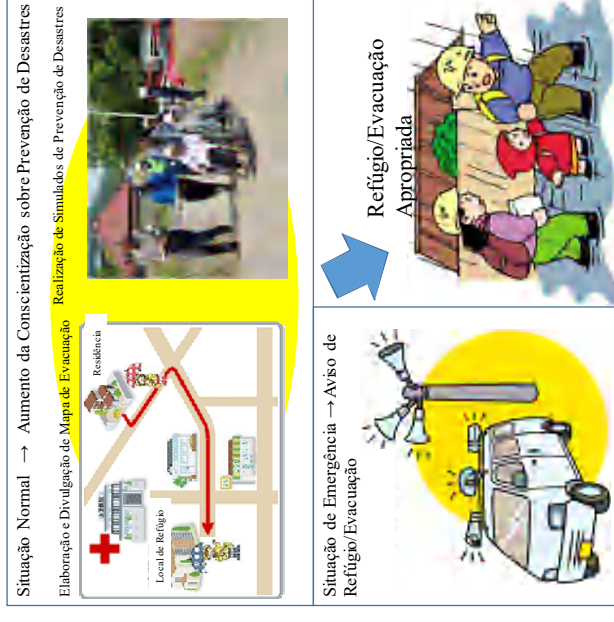 Situação Normal → Aumento da Conscientização sobre Prevenção de Desastres
Elaboração e Divulgação de Mapa de Evacuação
Realização de Simulados de Prevenção de Desastres
Residência
Local de Refúgio
Situação de Emergência →Aviso de
Refúgio/Evacuação
Refúgio/Evacuação
Apropriada